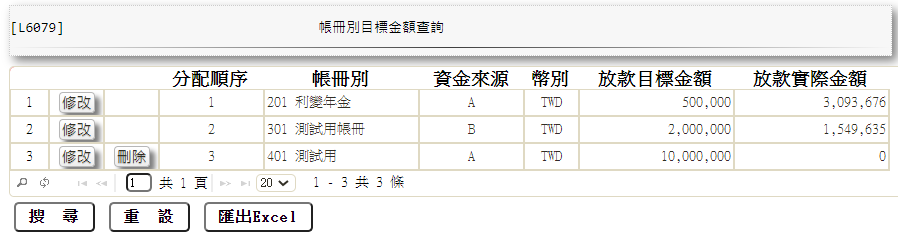 [L6079] 帳冊別目標金額查詢
分配順序 帳冊別 資金來源 幣別 放款目標金額 放款實際金額
1 修改 1 201 利變年金 A TWD 500,000 3,093,676
2 修改 2 301 測試用帳冊 B TWD 2,000,000 1,549,635
3 修改 刪除 3 401 測試用 A TWD 10,000,000 0
1 共 1 頁 20 1 - 3 共 3 條
搜 尋 重 設 匯出Excel